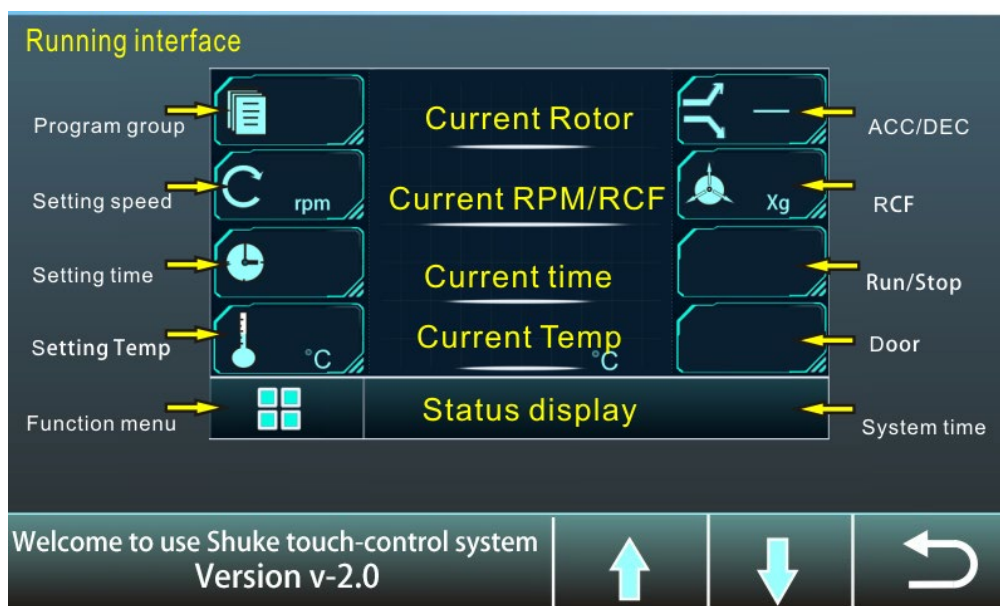 Running interface
Program group
Current Rotor
—
ACC/DEC
Setting speed
rpm
Current RPM/RCF
Xg
RCF
Setting time
Current time
Run/Stop
Setting Temp
°C
Current Temp
°C
Door
Function menu
Status display
System time
Welcome to use Shuke touch-control system
Version v-2.0